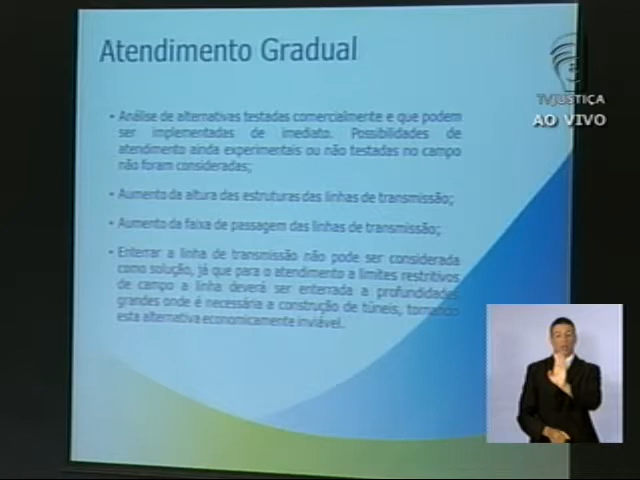 Atendimento Gradual
TVJUSTIÇA
AO VIVO
• Análise de alternativas testadas comercialmente e que podem
ser implementadas de imediato. Possibilidades de
atendimento ainda experimentais ou não testadas no campo
não foram consideradas;
• Aumento da altura das estruturas das linhas de transmissão;
• Aumento da faixa de passagem das linhas de transmissão;
• Enterrar a linha de transmissão não pode ser considerada
como solução, já que para o atendimento a limites restritivos
de campo a linha deverá ser enterrada a profundidades
grandes onde é necessária a construção de túneis, tornando
esta alternativa economicamente inviável.